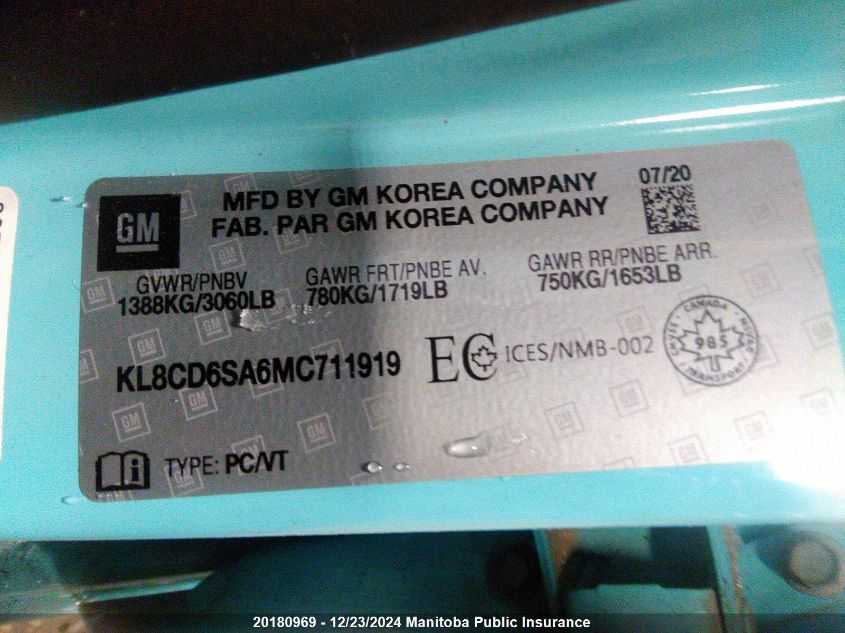 GM
MFD BY GM KOREA COMPANY
FAB. PAR GM KOREA COMPANY
07/20
GVWR/PNBV
1388KG/3060LB
GAWR FRT/PNBE AV.
780KG/1719LB
GAWR RR/PNBE ARR.
750KG/1653LB
KL8CD6SA6MC711919
EC ICES/NMB-002
CANADA
985
TRANSPORT
TYPE: PC/VT
20180969 - 12/23/2024 Manitoba Public Insurance